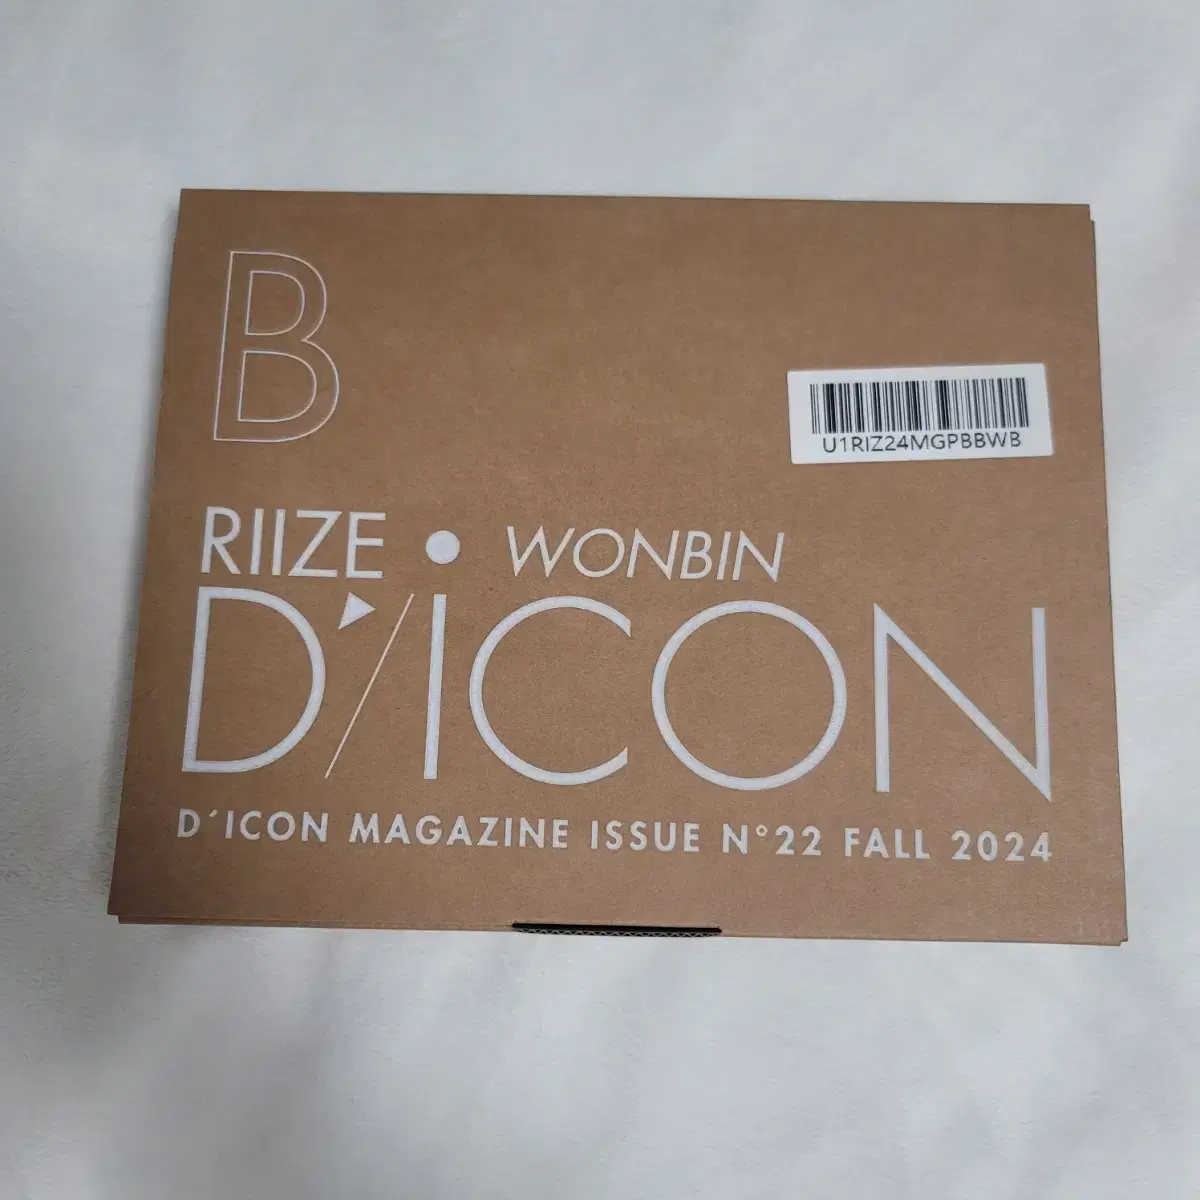 B
U1RIZ24MGPBBWB
RIIZE • WONBIN
D'/ICON
D'ICON MAGAZINE ISSUE N°22 FALL 2024